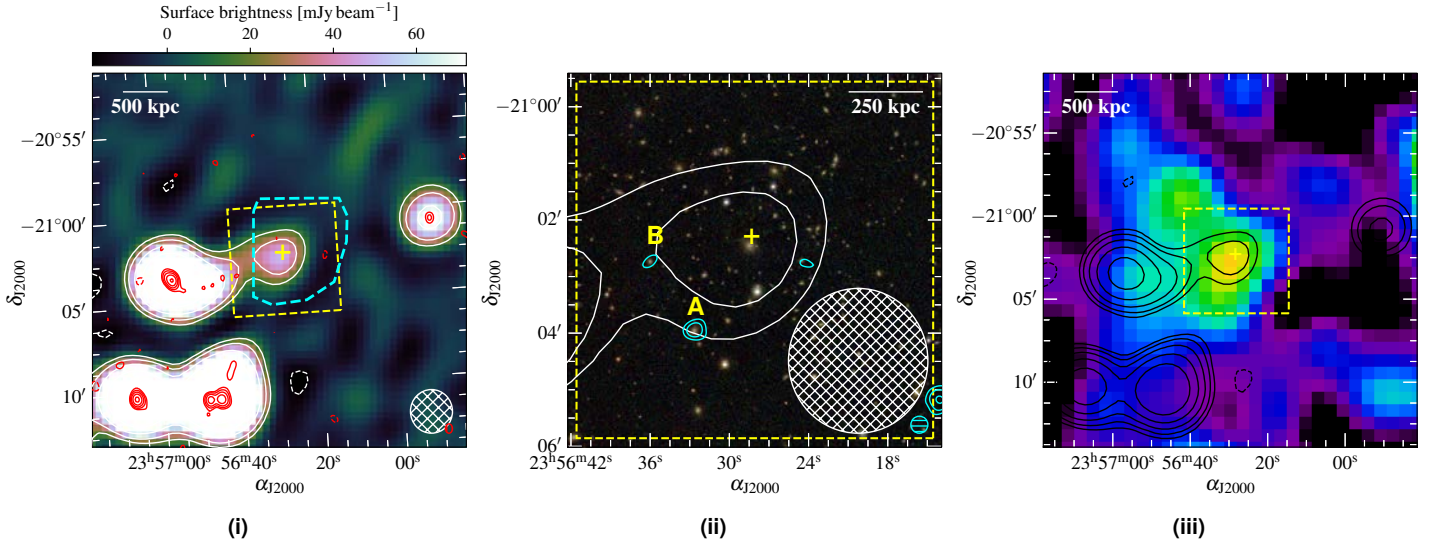 Surface brightness [mJy beam⁻¹]
0 20 40 60
500 kpc
−20°55′
−21°00′
05′
10′
δJ2000
23ʰ57ᵐ00ˢ 56ᵐ40ˢ 20ˢ 00ˢ
αJ2000
(i)
250 kpc
−21°00′
02′
04′
06′
δJ2000
B
A
23ʰ56ᵐ42ˢ 36ˢ 30ˢ 24ˢ 18ˢ
αJ2000
(ii)
500 kpc
−20°55′
−21°00′
05′
10′
δJ2000
23ʰ57ᵐ00ˢ 56ᵐ40ˢ 20ˢ 00ˢ
αJ2000
(iii)